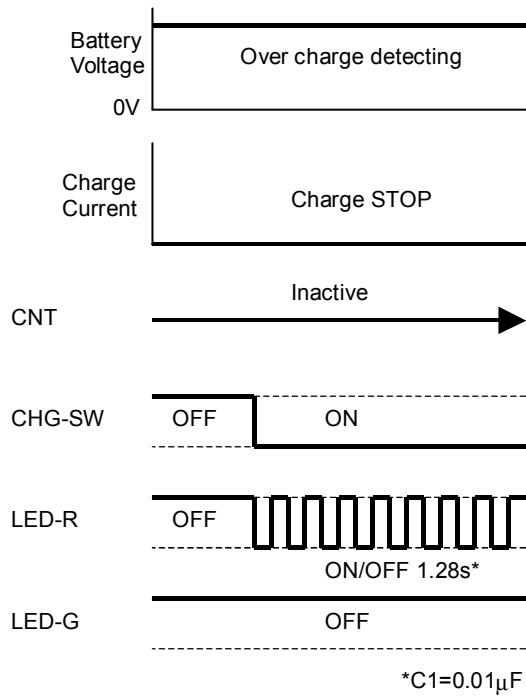 Battery
Voltage
Over charge detecting
0V
Charge
Current
Charge STOP
Inactive
CNT
CHG-SW
OFF
ON
LED-R
OFF
ON/OFF 1.28s*
LED-G
OFF
*C1=0.01μF